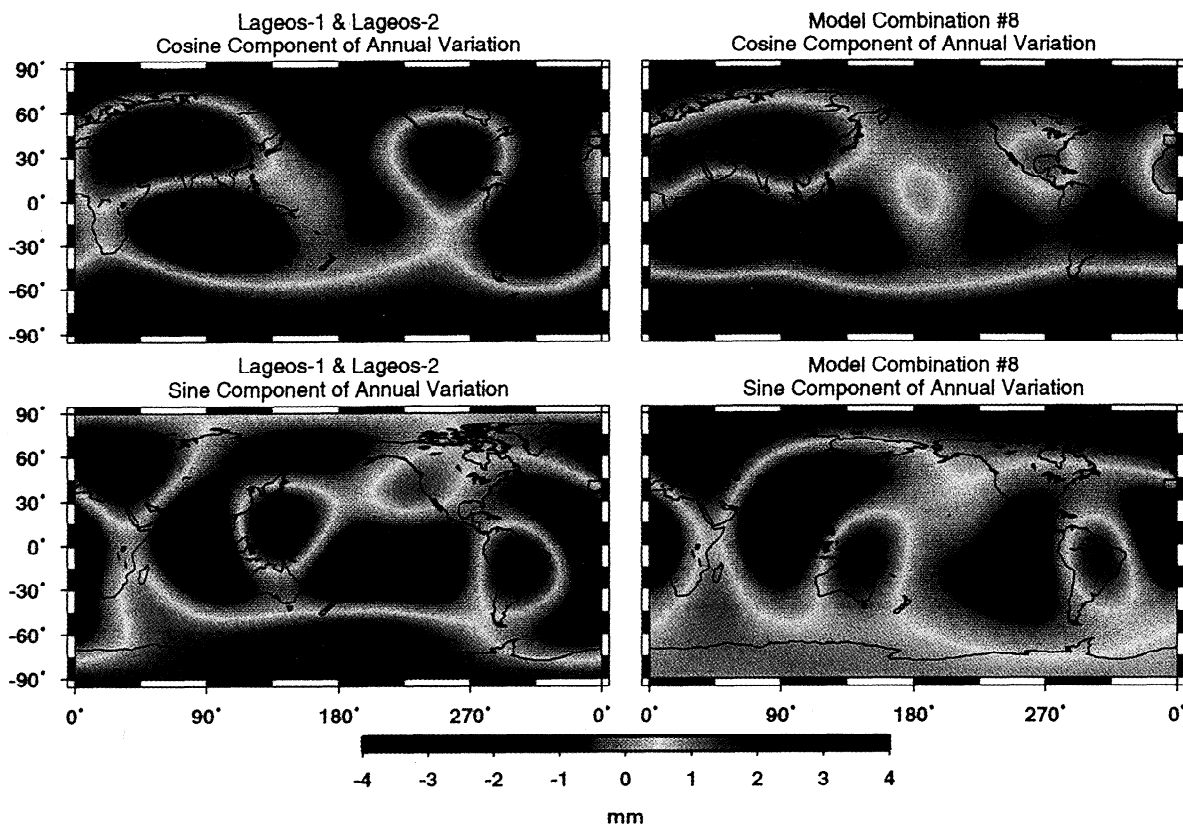 Lageos-1 & Lageos-2
Cosine Component of Annual Variation
Model Combination #8
Cosine Component of Annual Variation
90°
60°
30°
0°
-30°
-60°
-90°
Lageos-1 & Lageos-2
Sine Component of Annual Variation
Model Combination #8
Sine Component of Annual Variation
90°
60°
30°
0°
-30°
-60°
-90°
0° 90° 180° 270° 0°
0° 90° 180° 270° 0°
-4 -3 -2 -1 0 1 2 3 4
mm